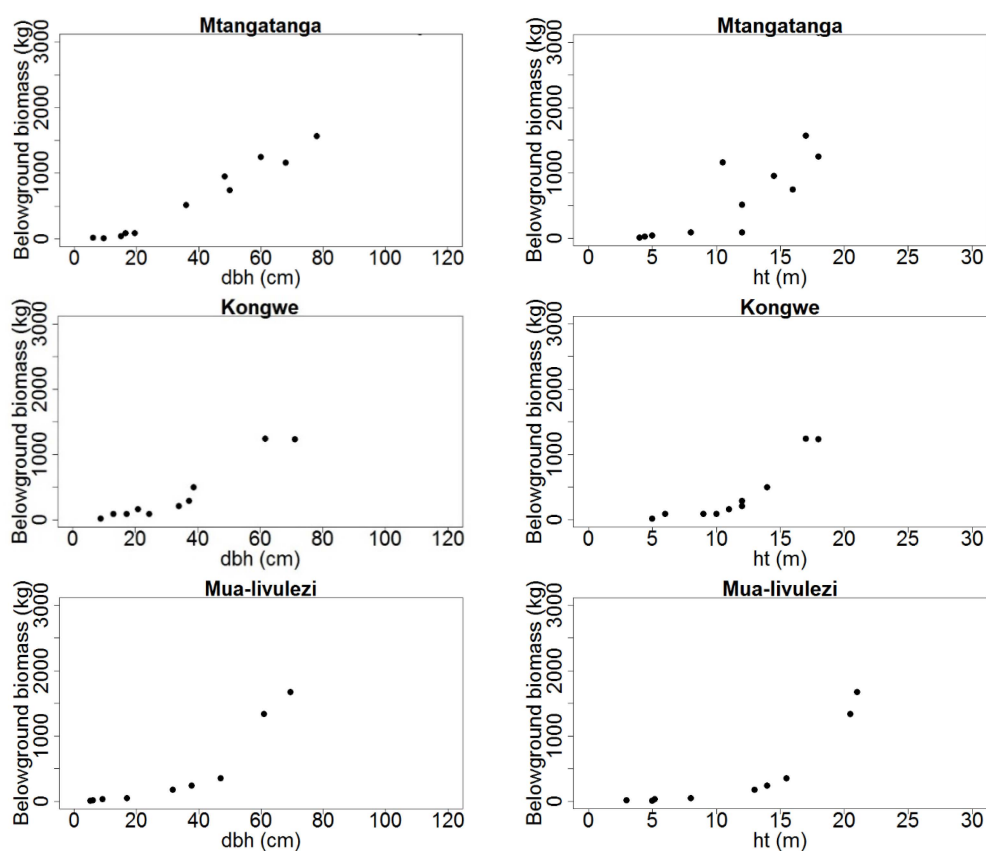 Mtangatanga
Belowground biomass (kg)
0 1000 2000 3000
0 20 40 60 80 100 120
dbh (cm)
Mtangatanga
Belowground biomass (kg)
0 1000 2000 3000
0 5 10 15 20 25 30
ht (m)
Kongwe
Belowground biomass (kg)
0 1000 2000 3000
0 20 40 60 80 100 120
dbh (cm)
Kongwe
Belowground biomass (kg)
0 1000 2000 3000
0 5 10 15 20 25 30
ht (m)
Mua-livulezi
Belowground biomass (kg)
0 1000 2000 3000
0 20 40 60 80 100 120
dbh (cm)
Mua-livulezi
Belowground biomass (kg)
0 1000 2000 3000
0 5 10 15 20 25 30
ht (m)